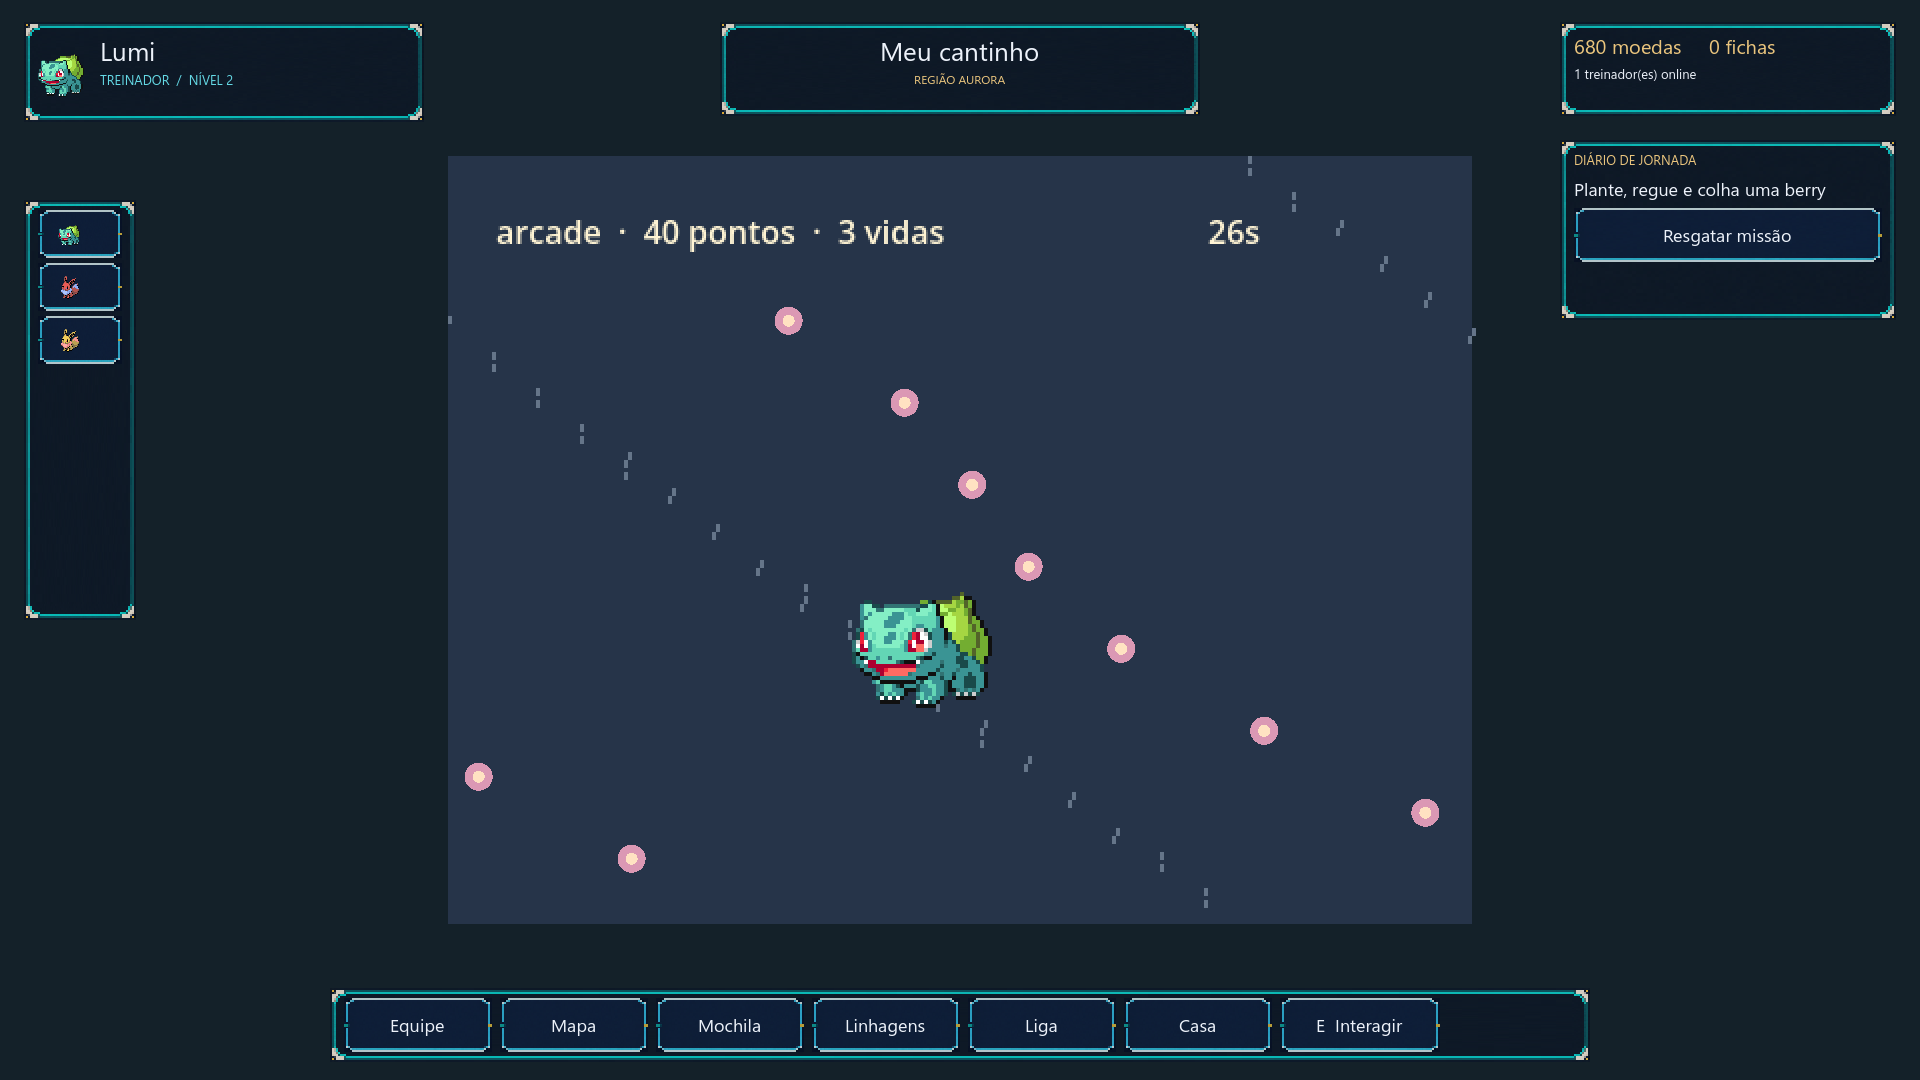 Lumi
TREINADOR / NÍVEL 2
Meu cantinho
REGIÃO AURORA
680 moedas 0 fichas
1 treinador(es) online
DIÁRIO DE JORNADA
Plante, regue e colha uma berry
Resgatar missão
arcade · 40 pontos · 3 vidas 26s
Equipe Mapa Mochila Linhagens Liga Casa E Interagir